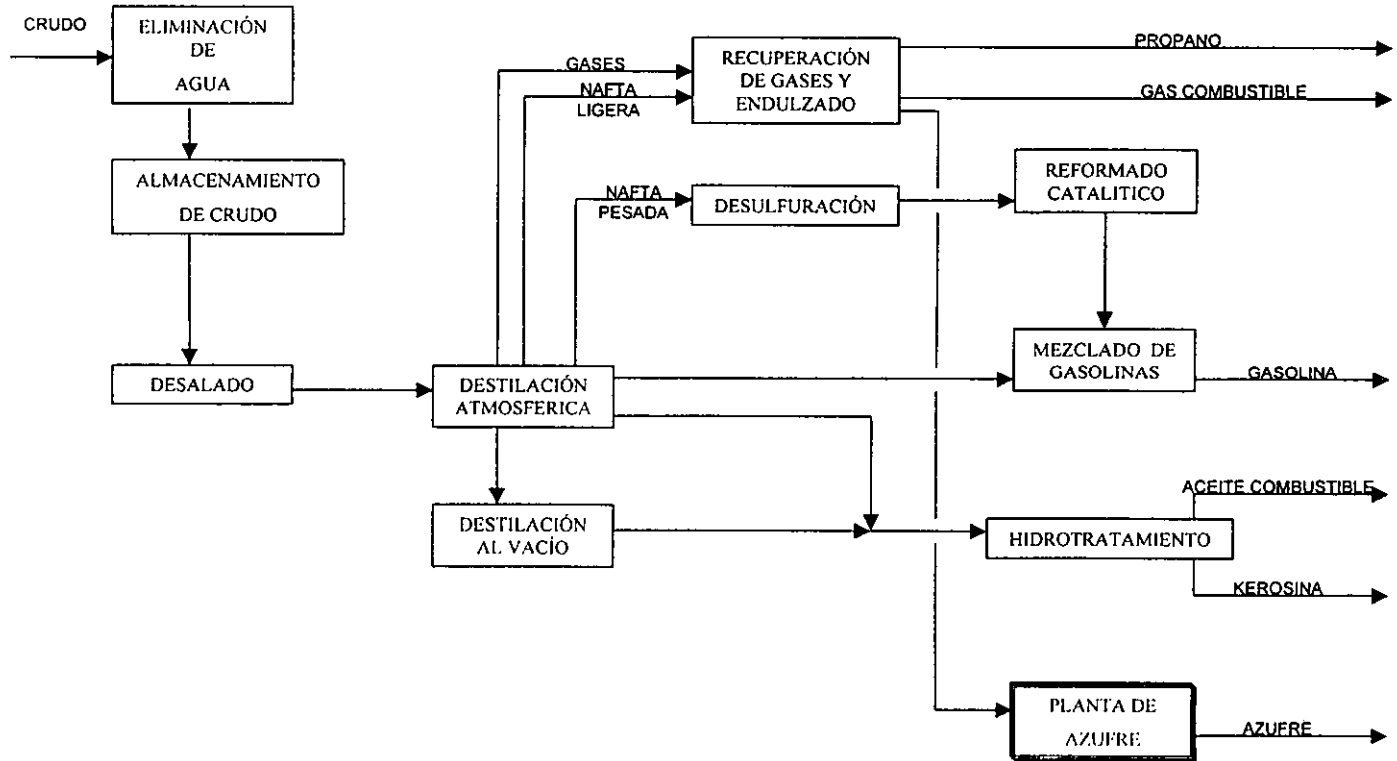 CRUDO
ELIMINACIÓN
DE
AGUA
ALMACENAMIENTO
DE CRUDO
DESALADO
DESTILACIÓN
ATMOSFERICA
DESTILACIÓN
AL VACÍO
GASES
NAFTA
LIGERA
NAFTA
PESADA
RECUPERACIÓN
DE GASES Y
ENDULZADO
PROPANO
GAS COMBUSTIBLE
DESULFURACIÓN
REFORMADO
CATALITICO
MEZCLADO DE
GASOLINAS
GASOLINA
HIDROTRATAMIENTO
ACEITE COMBUSTIBLE
KEROSINA
PLANTA DE
AZUFRE
AZUFRE